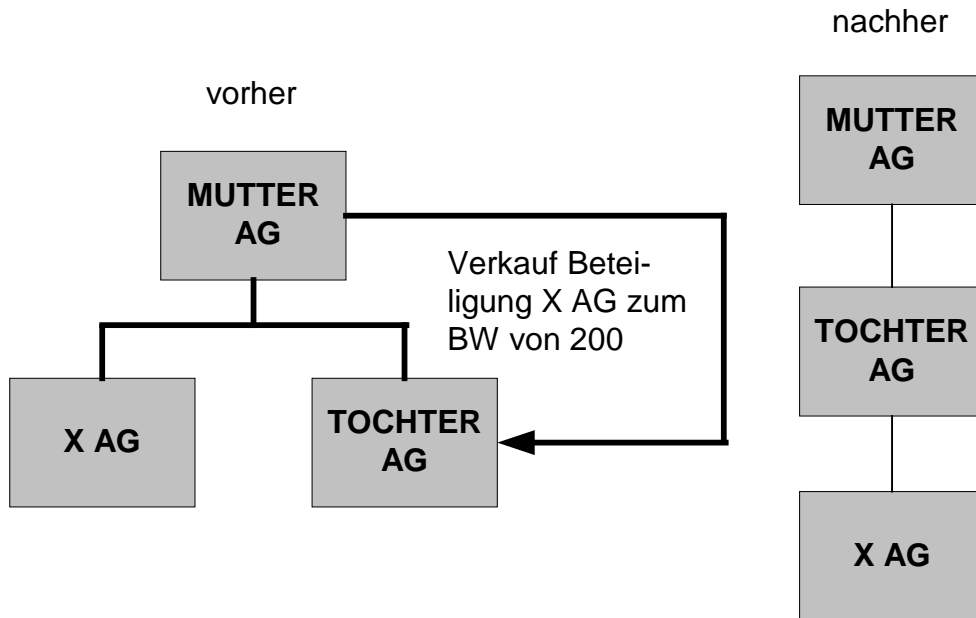 vorher
MUTTER
AG
Verkauf Betei-
ligung X AG zum
BW von 200
X AG
TOCHTER
AG
nachher
MUTTER
AG
TOCHTER
AG
X AG